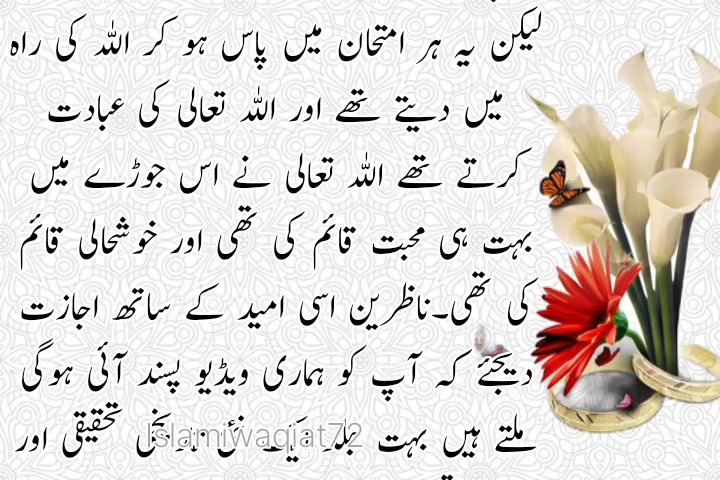 لیکن یہ ہر امتحان میں پاس ہو کر اللہ کی راہ
میں دیتے تھے اور اللہ تعالی کی عبادت
کرتے تھے اللہ تعالی نے اس جوڑے میں
بہت ہی محبت قائم کی تھی اور خوشحالی قائم
کی تھی۔ناظرین اسی امید کے ساتھ اجازت
دیجئے کہ آپ کو ہماری ویڈیو پسند آئی ہوگی
ملتے ہیں بہت جلد ایک نئی تحقیقی اور
Islamiwaqiat72